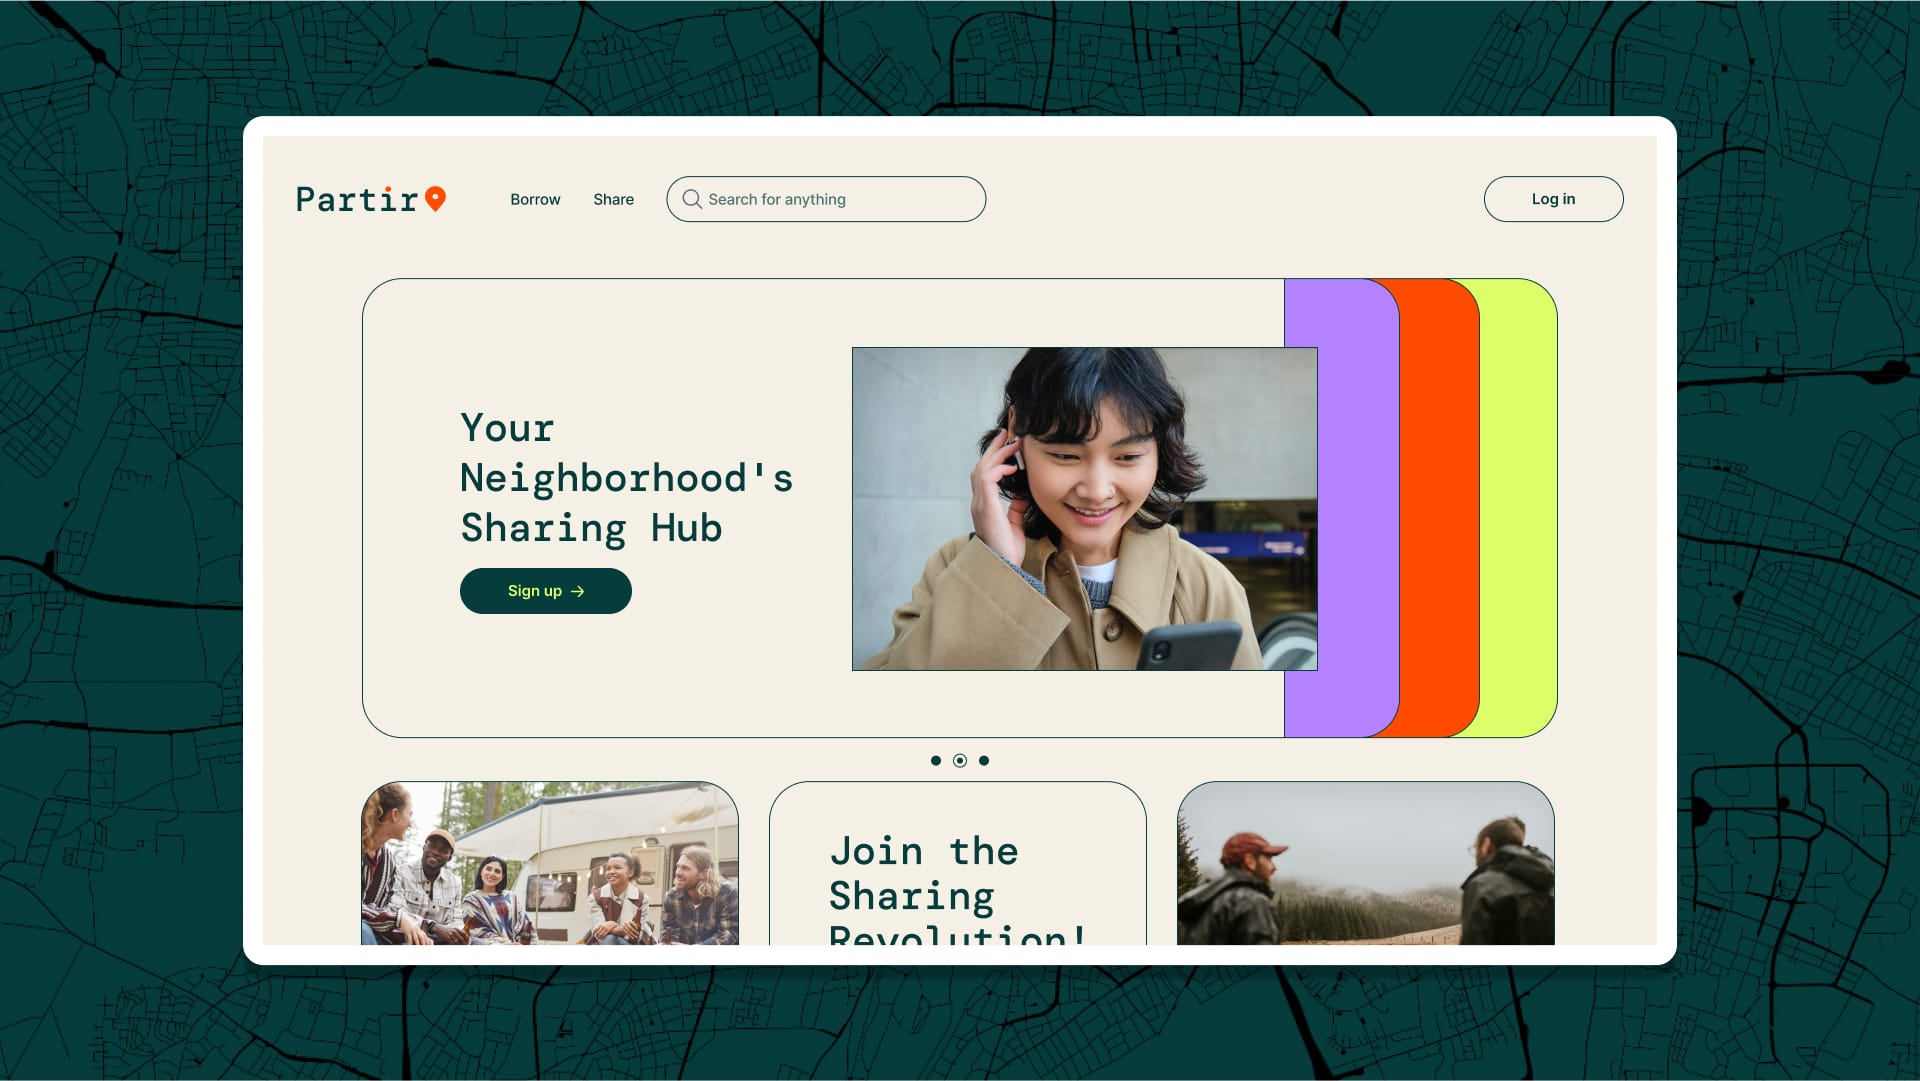 Partir
Borrow
Share
Search for anything
Log in
Your
Neighborhood's
Sharing Hub
Sign up →
Join the
Sharing
Revolution!